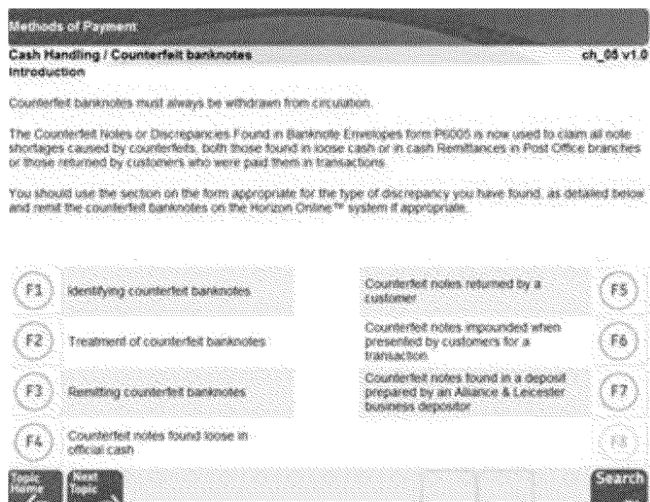 Methods of Payment
Cash Handling / Counterfeit banknotes ch_05 v1.0
Introduction
Counterfeit banknotes must always be withdrawn from circulation.
The Counterfeit Notes or Discrepancies Found in Banknote Envelopes form P6005 is now used to claim all note
shortages caused by counterfeits, both those found in loose cash or in cash Remittances in Post Office branches
or those returned by customers who were paid them in transactions.
You should use the section on the form appropriate for the type of discrepancy you have found, as detailed below
and remit the counterfeit banknotes on the Horizon Online™ system if appropriate.
F1 Identifying counterfeit banknotes
F2 Treatment of counterfeit banknotes
F3 Remitting counterfeit banknotes
F4 Counterfeit notes found loose in
official cash
Counterfeit notes returned by a
customer F5
Counterfeit notes impounded when
presented by customers for a
transaction F6
Counterfeit notes found in a deposit
prepared by an Alliance & Leicester
business depositor F7
F8
Topic
Home
Next
Topic
Search